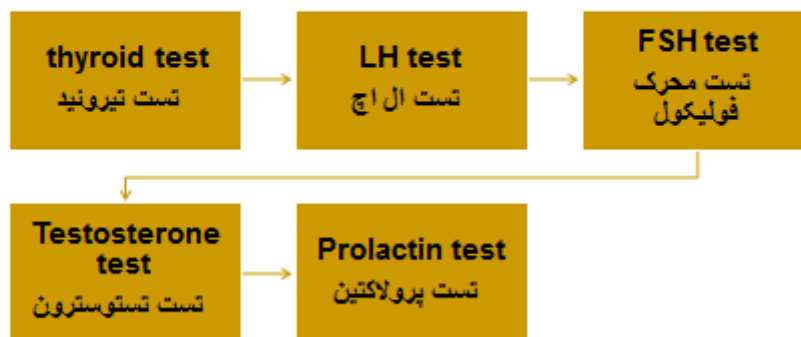 thyroid test
تست تیروئید
LH test
تست ال اچ
FSH test
تست محرک
فولیکول
Testosterone
test
تست تستوسترون
Prolactin test
تست پرولاکتین